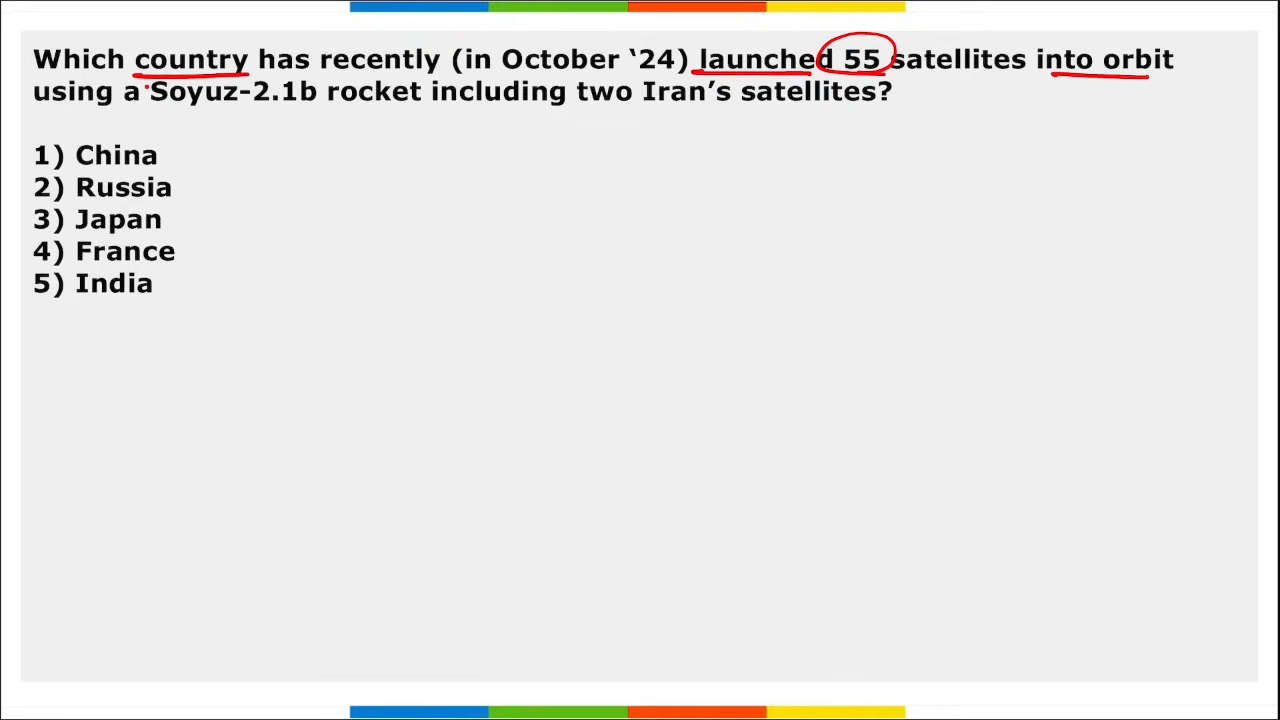 Which country has recently (in October ‘24) launched 55 satellites into orbit
using a Soyuz-2.1b rocket including two Iran’s satellites?
1) China
2) Russia
3) Japan
4) France
5) India